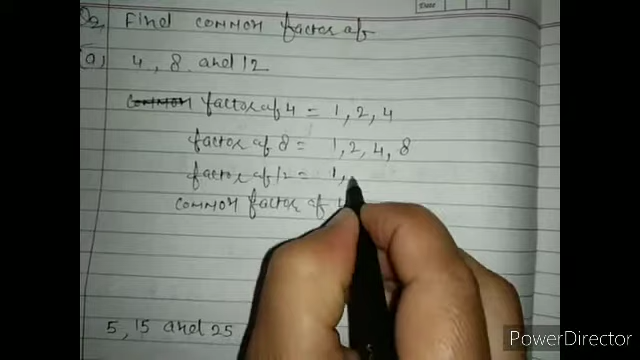 Q2, Find common factor of
(a) 4, 8 and 12
common factor of 4 = 1, 2, 4
factor of 8 = 1, 2, 4, 8
factor of 12 = 1,
common factor of
5, 15 and 25
Date
PowerDirector